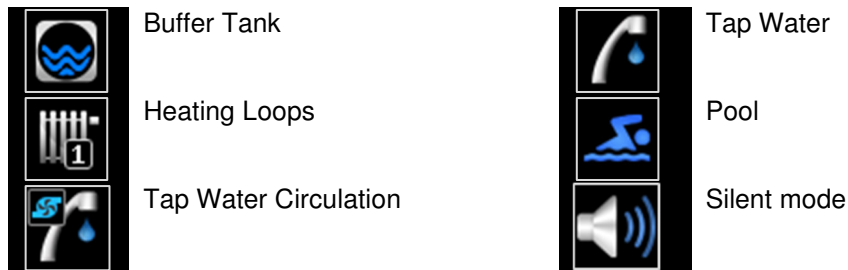 Buffer Tank
Tap Water
Heating Loops
1
Pool
Tap Water Circulation
Silent mode